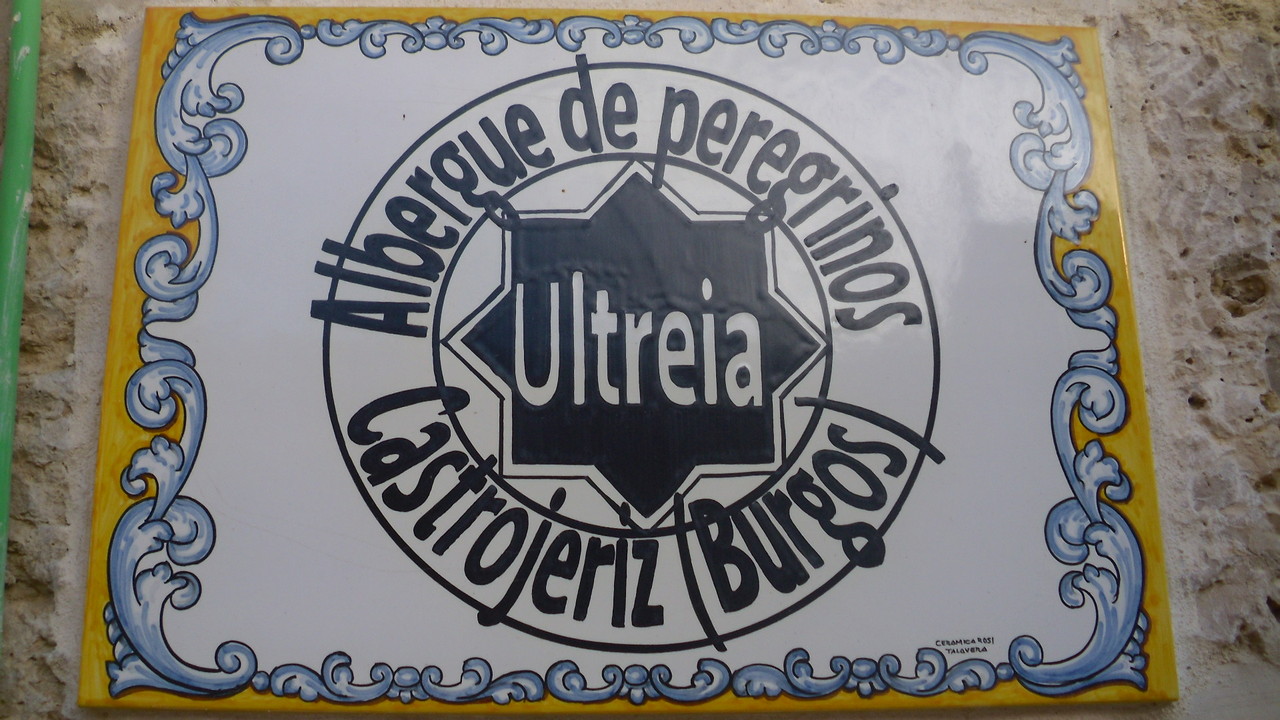 Albergue de peregrinos
Ultreia
Castrojeriz (Burgos)
CERAMICA ROSI
TALAVERA